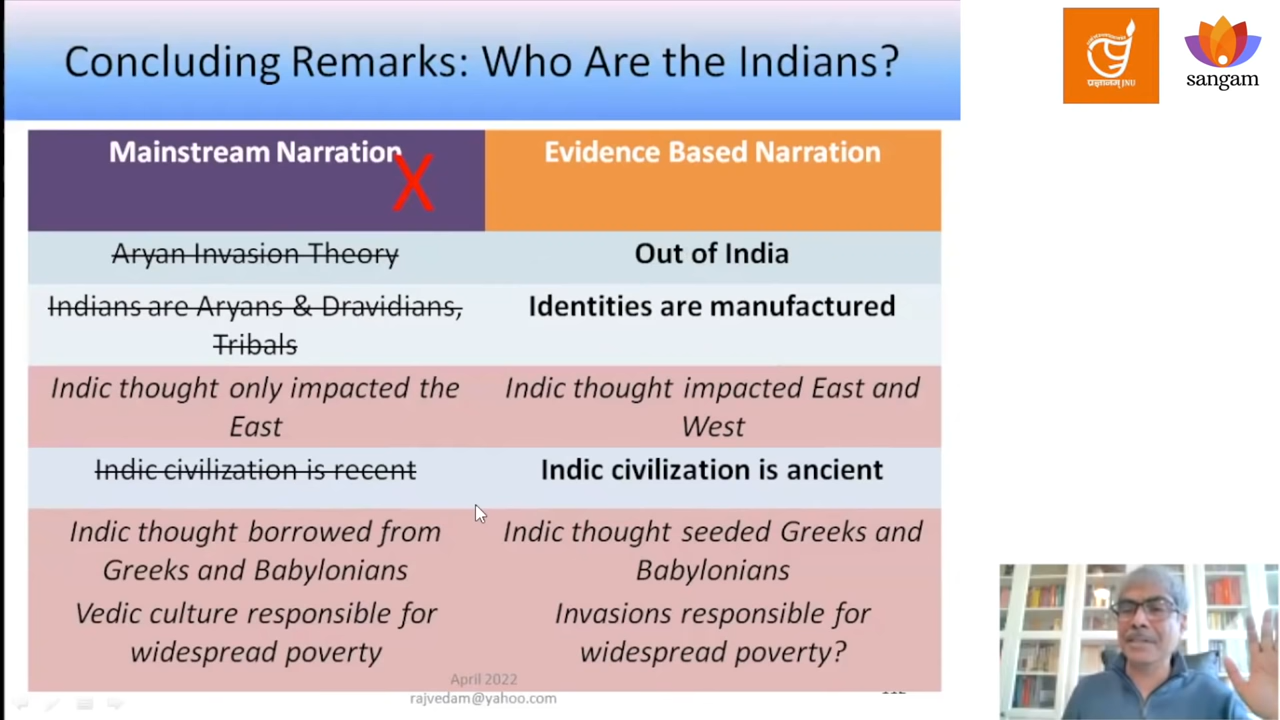 Concluding Remarks: Who Are the Indians?
sangam
Mainstream Narration
X
Evidence Based Narration
Aryan Invasion Theory
Out of India
Indians are Aryans & Dravidians,
Tribals
Identities are manufactured
Indic thought only impacted the
East
Indic thought impacted East and
West
Indic civilization is recent
Indic civilization is ancient
Indic thought borrowed from
Greeks and Babylonians
Indic thought seeded Greeks and
Babylonians
Vedic culture responsible for
widespread poverty
Invasions responsible for
widespread poverty?
April 2022
rajvedam@yahoo.com